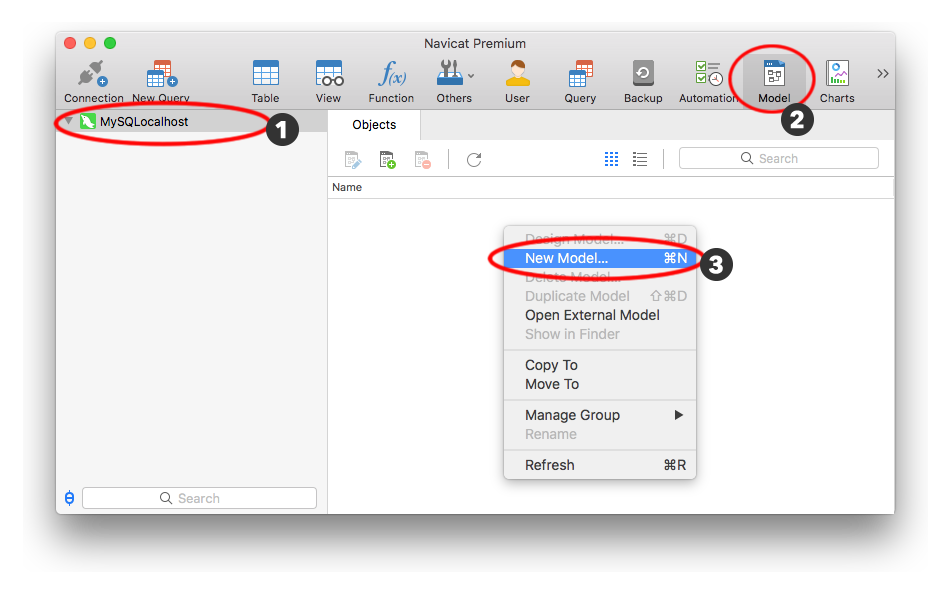 Navicat Premium
Connection New Query Table View Function Others User Query Backup Automation Model Charts
MySQLocalhost
1
2
Objects
Search
Name
Design Model... ⌘D
New Model... ⌘N
3
Delete Model...
Duplicate Model ⇧⌘D
Open External Model
Show in Finder
Copy To
Move To
Manage Group
Rename
Refresh ⌘R
Search